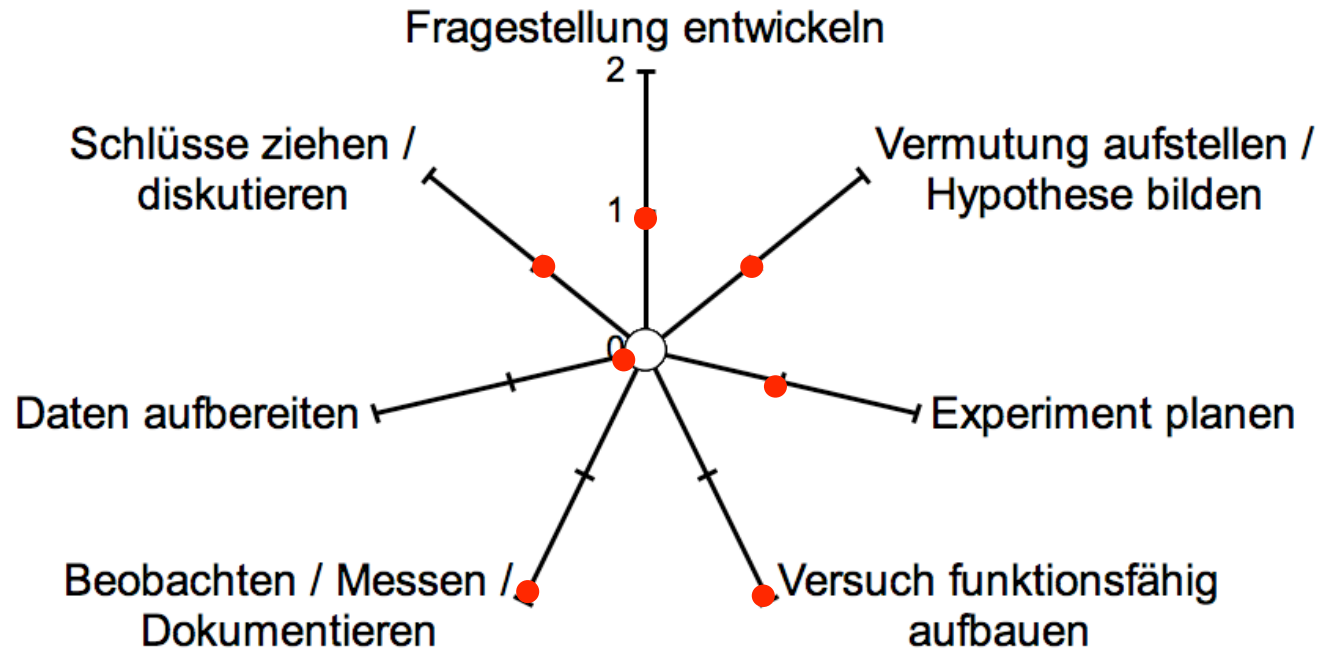 Fragestellung entwickeln
2
Schlüsse ziehen /
diskutieren
Vermutung aufstellen /
Hypothese bilden
1
0
Daten aufbereiten
Experiment planen
Beobachten / Messen /
Dokumentieren
Versuch funktionsfähig
aufbauen